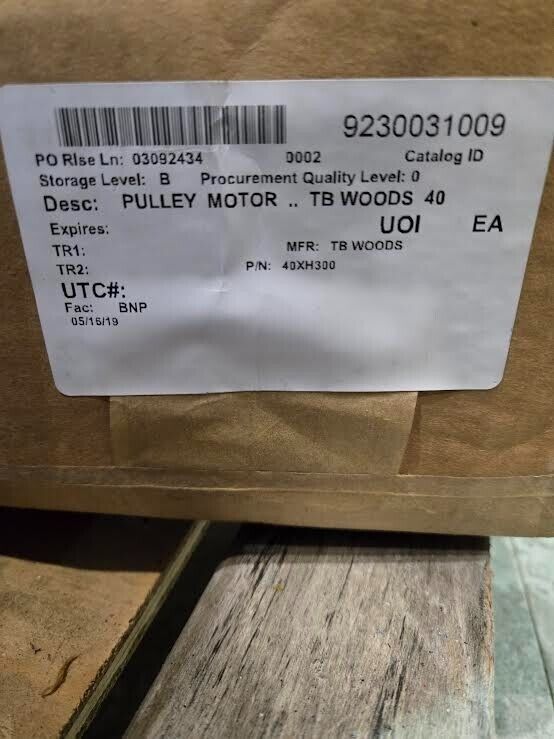 9230031009
PO Rlse Ln: 03092434 0002 Catalog ID
Storage Level: B Procurement Quality Level: 0
Desc: PULLEY MOTOR .. TB WOODS 40
Expires: UOI EA
TR1: MFR: TB WOODS
TR2: P/N: 40XH300
UTC#:
Fac: BNP
05/16/19